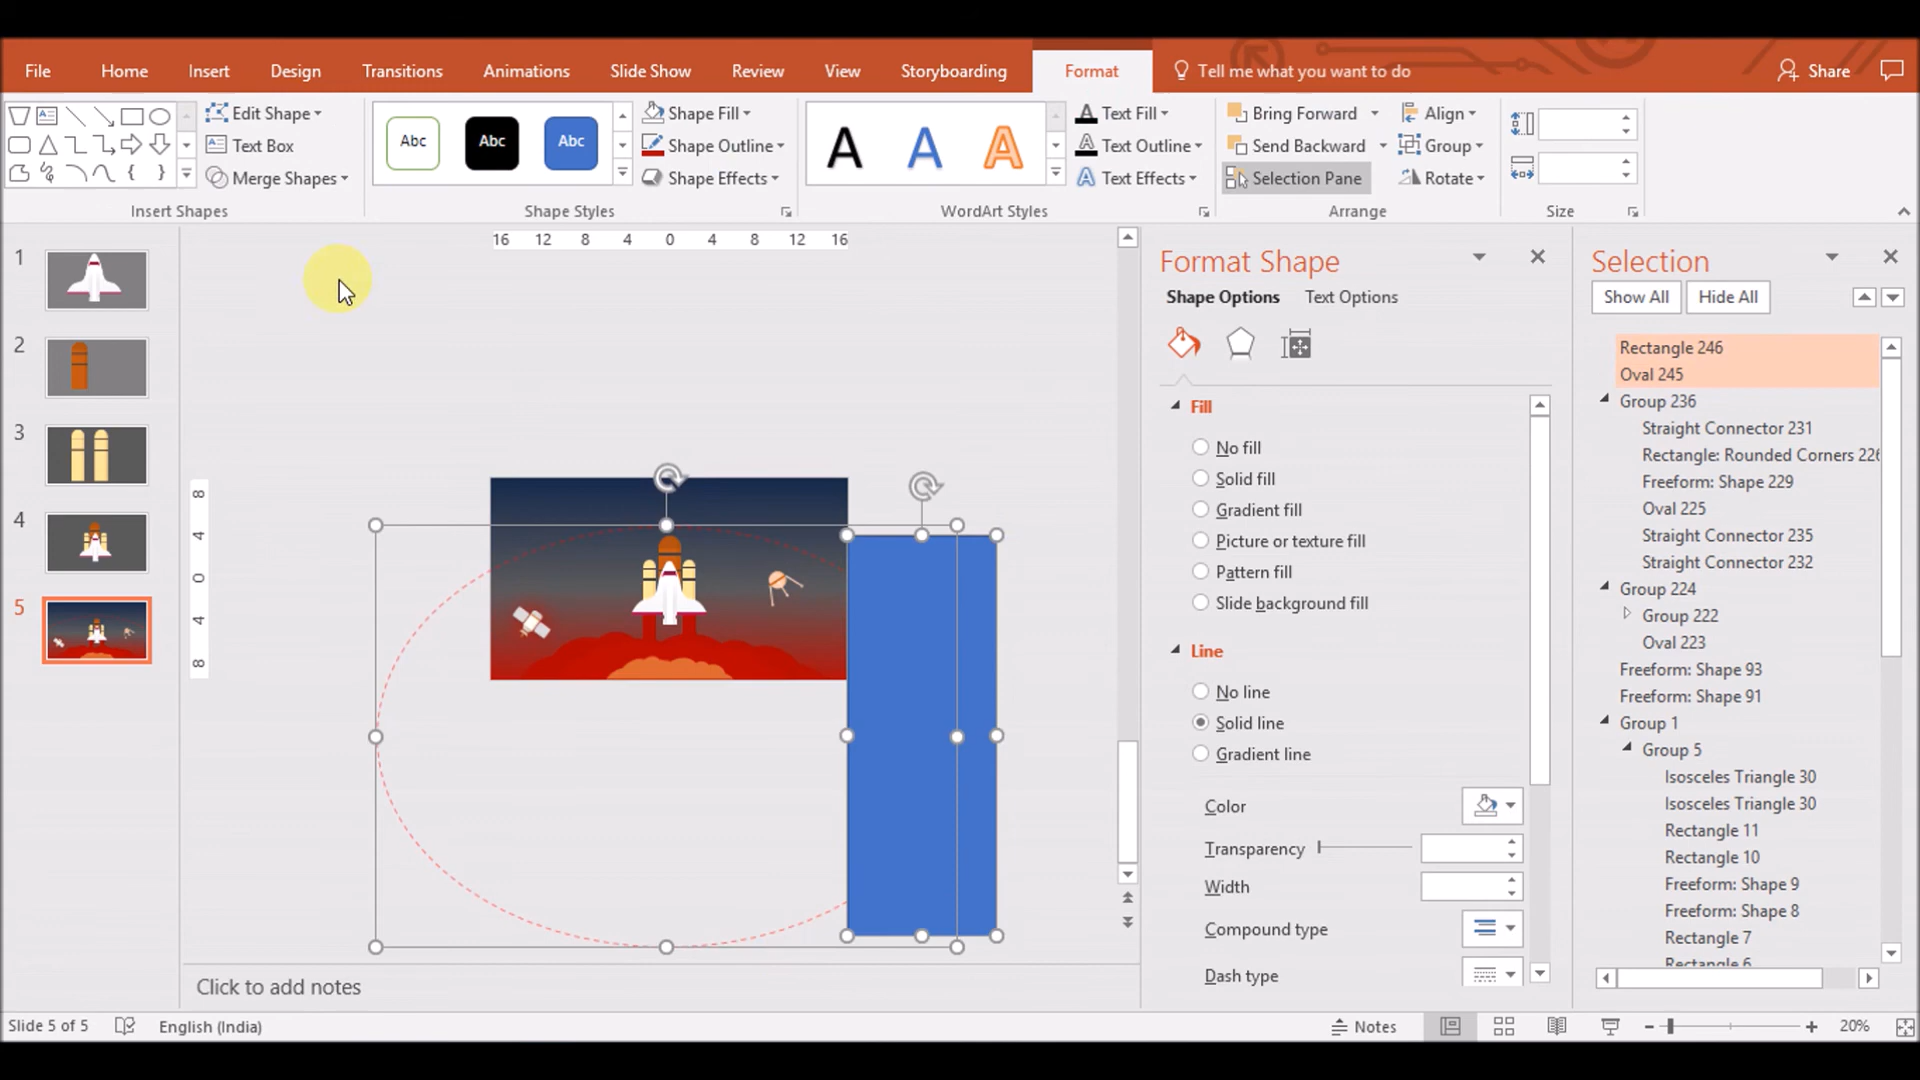 File Home Insert Design Transitions Animations Slide Show Review View Storyboarding Format Tell me what you want to do Share
Edit Shape
Text Box
Merge Shapes
Insert Shapes
Abc Abc Abc
Shape Fill
Shape Outline
Shape Effects
Shape Styles
A A A
Text Fill
Text Outline
Text Effects
WordArt Styles
Bring Forward
Send Backward
Selection Pane
Align
Group
Rotate
Arrange
Size
1
2
3
4
5
16 12 8 4 0 4 8 12 16
8
4
0
4
8
Click to add notes
Format Shape
Shape Options Text Options
Fill
No fill
Solid fill
Gradient fill
Picture or texture fill
Pattern fill
Slide background fill
Line
No line
Solid line
Gradient line
Color
Transparency
Width
Compound type
Dash type
Selection
Show All Hide All
Rectangle 246
Oval 245
Group 236
Straight Connector 231
Rectangle: Rounded Corners 226
Freeform: Shape 229
Oval 225
Straight Connector 235
Straight Connector 232
Group 224
Group 222
Oval 223
Freeform: Shape 93
Freeform: Shape 91
Group 1
Group 5
Isosceles Triangle 30
Isosceles Triangle 30
Rectangle 11
Rectangle 10
Freeform: Shape 9
Freeform: Shape 8
Rectangle 7
Rectangle 6
Slide 5 of 5 English (India) Notes 20%